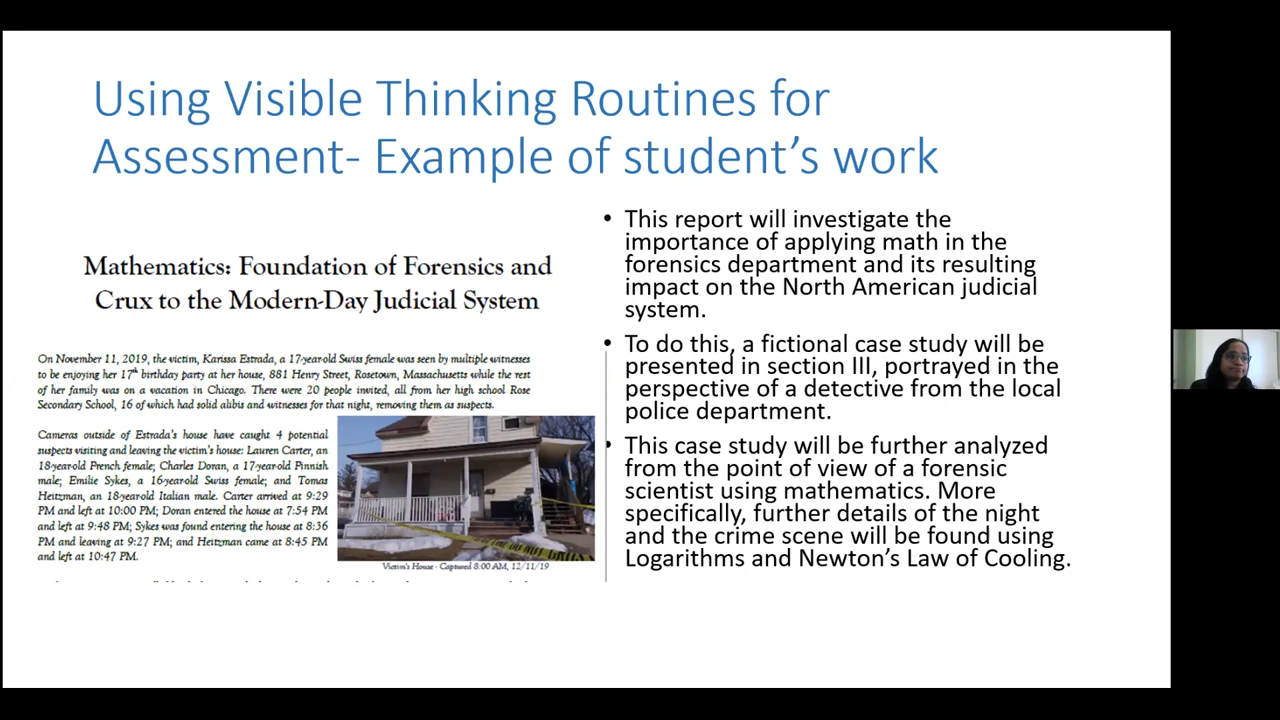 Using Visible Thinking Routines for
Assessment- Example of student's work
Mathematics: Foundation of Forensics and
Crux to the Modern-Day Judicial System
On November 11, 2019, the victim, Karissa Estrada, a 17-year-old Swiss female was seen by multiple witnesses
to be enjoying her 17th birthday party at her house, 881 Henry Street, Rosetown, Massachusetts while the rest
of her family was on a vacation in Chicago. There were 20 people invited, all from her high school Rose
Secondary School, 16 of which had solid alibis and witnesses for that night, removing them as suspects.
Cameras outside of Estrada's house have caught 4 potential
suspects visiting and leaving the victim's house: Lauren Carter, an
18-year-old French female; Charles Doran, a 17-year-old Finnish
male; Emilie Sykes, a 16-year-old Swiss female; and Tomas
Heitzman, an 18-year-old Italian male. Carter arrived at 9:29
PM and left at 10:00 PM; Doran entered the house at 7:54 PM
and left at 9:48 PM; Sykes was found entering the house at 8:36
PM and leaving at 9:27 PM; and Heitzman came at 8:45 PM
and left at 10:47 PM.
DO NOT
Victim's House - Captured 8:00 AM, 12/11/19
• This report will investigate the
importance of applying math in the
forensics department and its resulting
impact on the North American judicial
system.
• To do this, a fictional case study will be
presented in section III, portrayed in the
perspective of a detective from the local
police department.
• This case study will be further analyzed
from the point of view of a forensic
scientist using mathematics. More
specifically, further details of the night
and the crime scene will be found using
Logarithms and Newton's Law of Cooling.